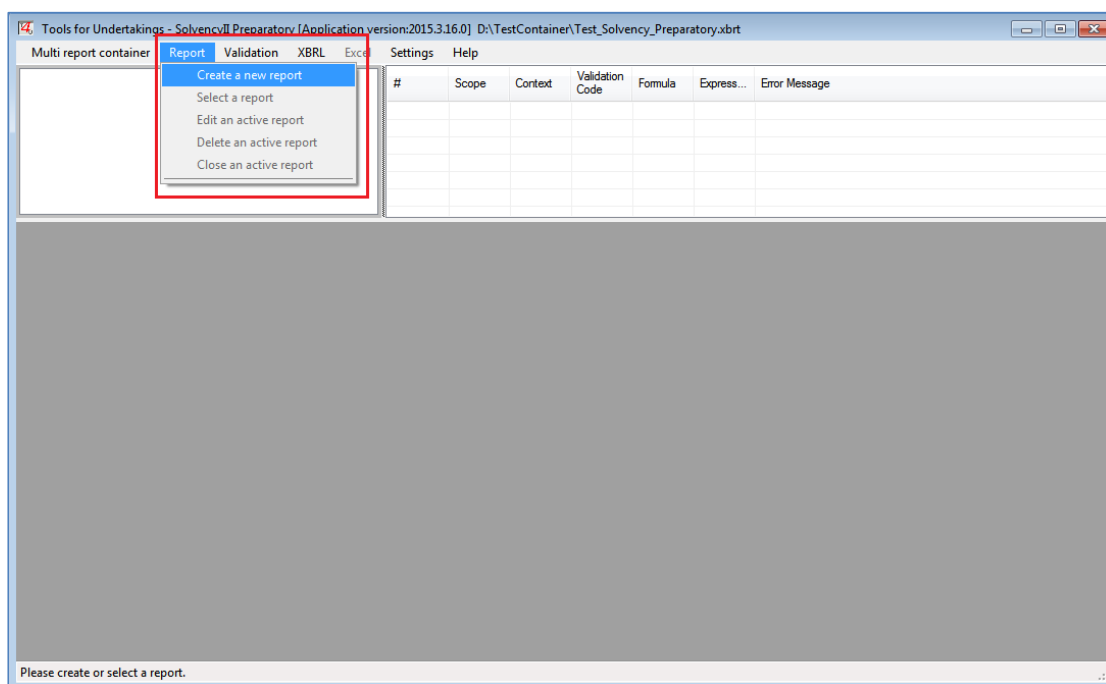 Tools for Undertakings - SolvencyII Preparatory [Application version:2015.3.16.0] D:\TestContainer\Test_Solvency_Preparatory.xbrt
Multi report container Report Validation XBRL Excel Settings Help
Create a new report
Select a report
Edit an active report
Delete an active report
Close an active report
# Scope Context Validation Code Formula Express... Error Message
Please create or select a report.